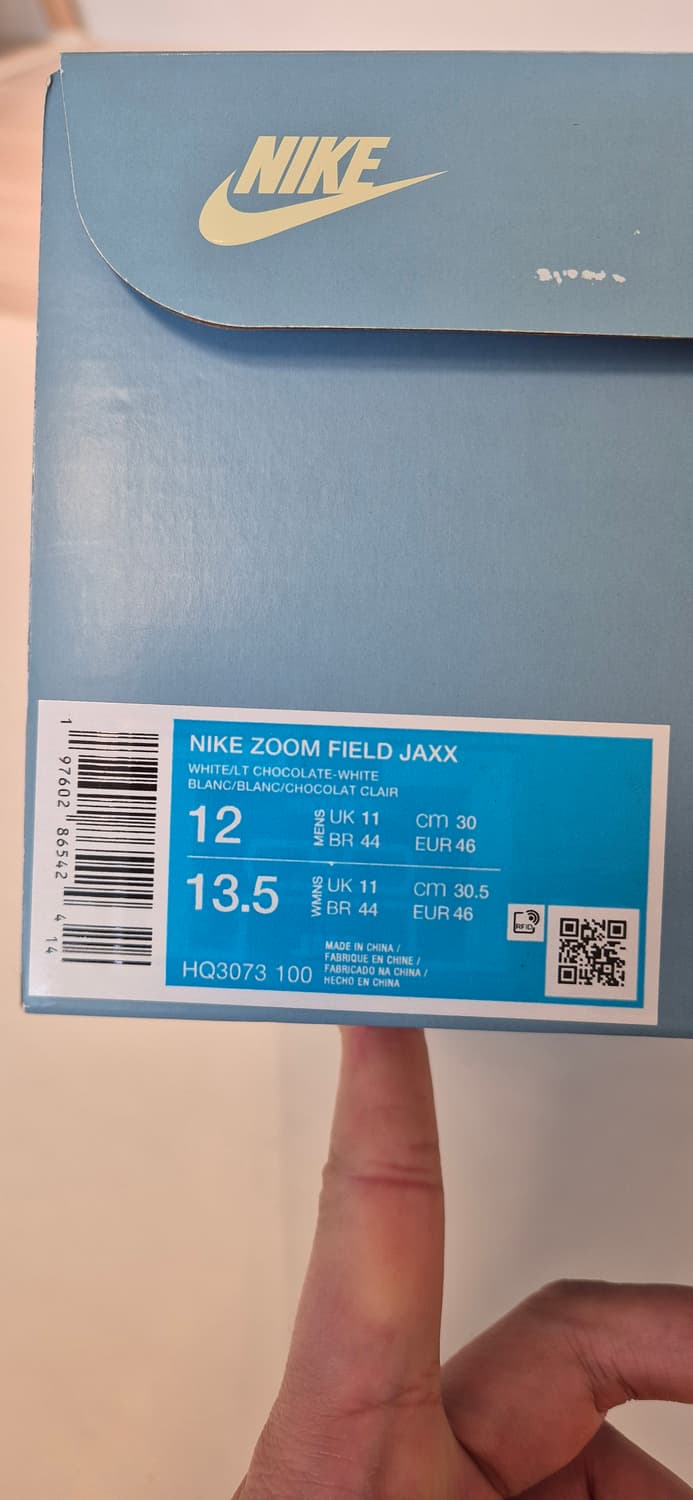 NIKE
NIKE ZOOM FIELD JAXX
WHITE/LT CHOCOLATE-WHITE
BLANC/BLANC/CHOCOLAT CLAIR
12 MENS UK 11 cm 30
BR 44 EUR 46
13.5 WMNS UK 11 cm 30.5
BR 44 EUR 46
RFID
HQ3073 100
MADE IN CHINA /
FABRIQUE EN CHINE /
FABRICADO NA CHINA /
HECHO EN CHINA
1 97602 86542 4 14